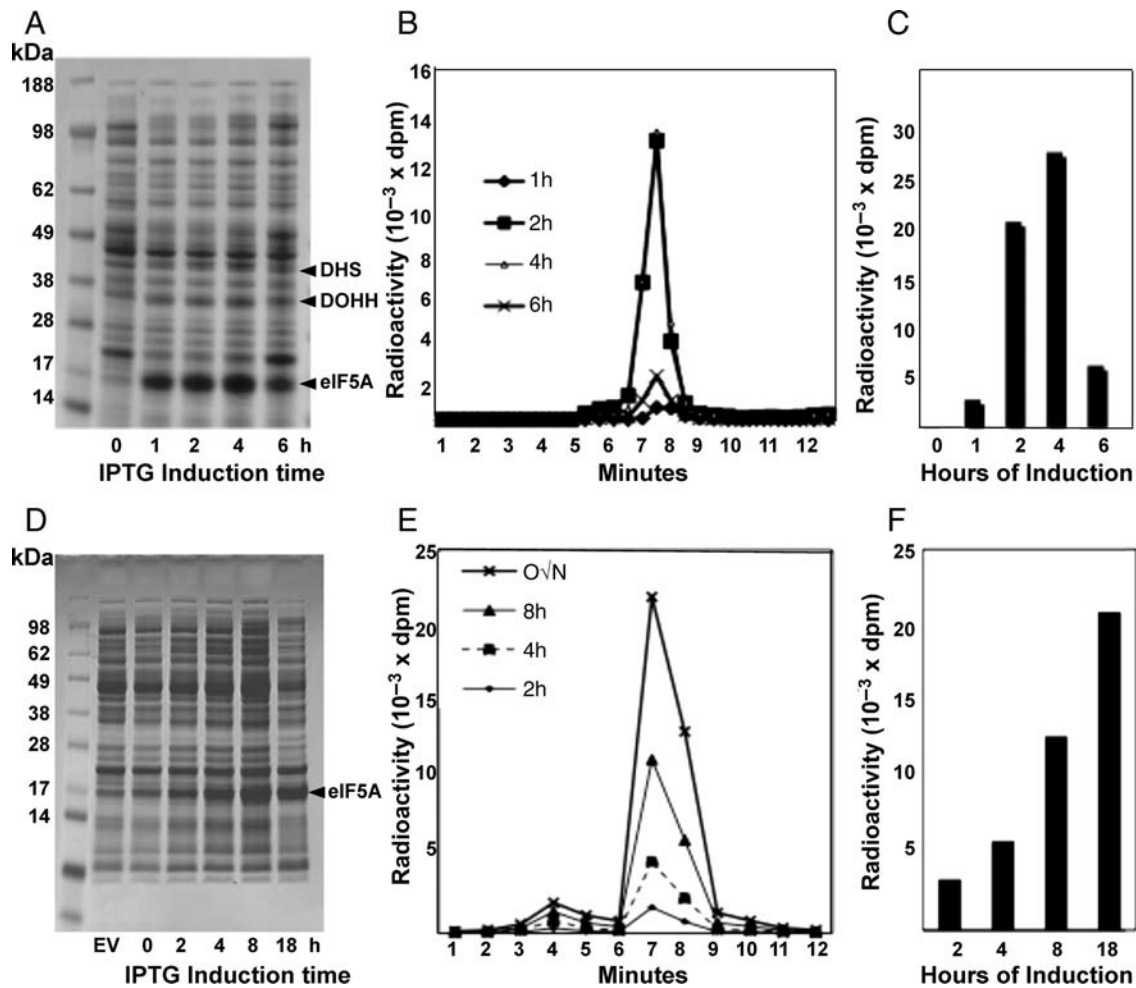 A
kDa
188
98
62
49
38
28
17
14
DHS
DOHH
eIF5A
0 1 2 4 6 h
IPTG Induction time
B
Radioactivity (10⁻³ x dpm)
16
14
12
10
8
6
4
2
1h
2h
4h
6h
1 2 3 4 5 6 7 8 9 10 11 12
Minutes
C
Radioactivity (10⁻³ x dpm)
30
25
20
15
10
5
0 1 2 4 6
Hours of Induction
D
kDa
98
62
49
38
28
17
14
eIF5A
EV 0 2 4 8 18 h
IPTG Induction time
E
Radioactivity (10⁻³ x dpm)
25
20
15
10
5
O√N
8h
4h
2h
1 2 3 4 5 6 7 8 9 10 11 12
Minutes
F
Radioactivity (10⁻³ x dpm)
25
20
15
10
5
2 4 8 18
Hours of Induction